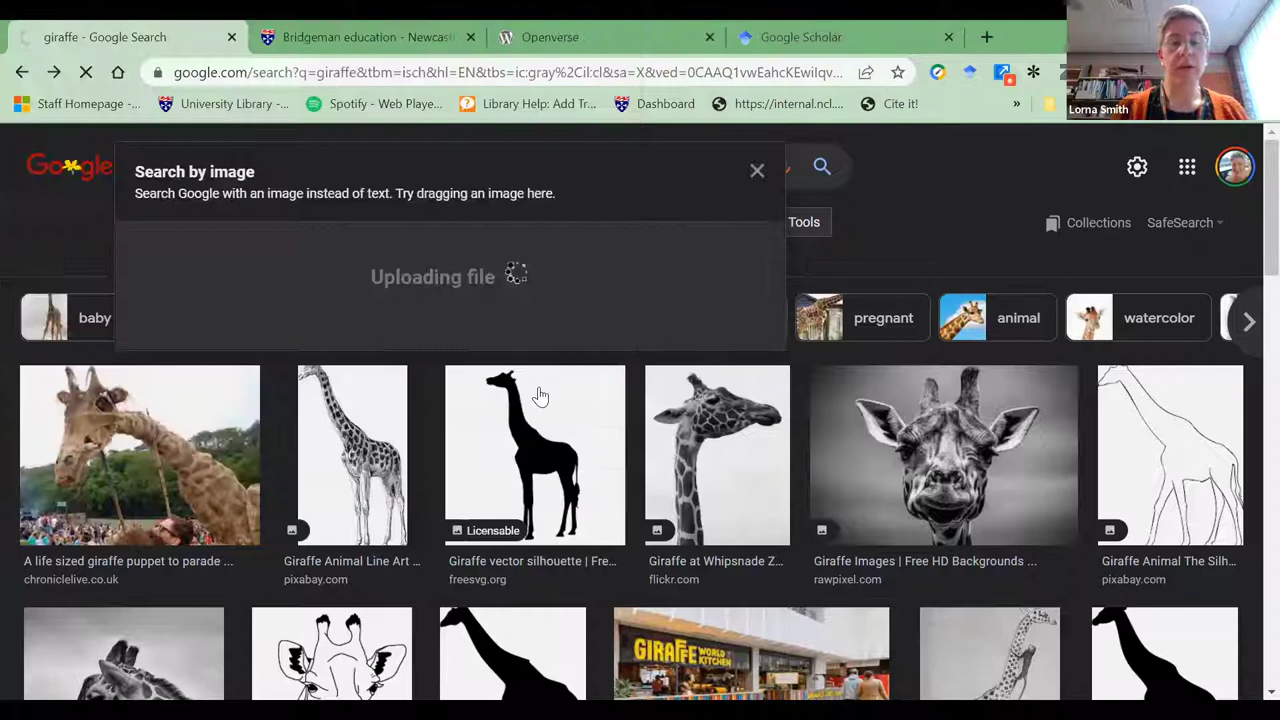 giraffe - Google Search
Bridgeman education - Newcast
Openverse
Google Scholar
google.com/search?q=giraffe&tbm=isch&hl=EN&tbs=ic:gray%2Cil:cl&sa=X&ved=0CAAQ1vwEahcKEwilqv...
Lorna Smith
Staff Homepage -...
University Library -...
Spotify - Web Playe...
Library Help: Add Tr...
Dashboard
https://internal.ncl....
Cite it!
»
Google
Search by image
Search Google with an image instead of text. Try dragging an image here.
Tools
Collections
SafeSearch
Uploading file
baby
pregnant
animal
watercolor
Licensable
A life sized giraffe puppet to parade ...
chroniclelive.co.uk
Giraffe Animal Line Art ...
pixabay.com
Giraffe vector silhouette | Fre...
freesvg.org
Giraffe at Whipsnade Z...
flickr.com
Giraffe Images | Free HD Backgrounds ...
rawpixel.com
Giraffe Animal The Silh...
pixabay.com
GIRAFFE WORLD KITCHEN